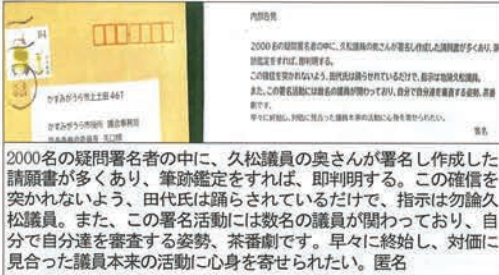 かすみがうら市上土田461
かすみがうら市役所 議会事務局
内部告発
2000名の疑問署名者の中に、久松議員の奥さんが署名し作成した請願書が多くあり、筆
跡鑑定をすれば、即判明する。
この確信を突かれないよう、田代氏は踊らされているだけで、指示は勿論久松議員。
また、この署名活動には数名の議員が関わっており、自分で自分達を審査する姿勢、茶番
劇です。
早々に終始し、対価に見合った議員本来の活動に心身を寄せられたい。
匿名
2000名の疑問署名者の中に、久松議員の奥さんが署名し作成した
請願書が多くあり、筆跡鑑定をすれば、即判明する。この確信を
突かれないよう、田代氏は踊らされているだけで、指示は勿論久
松議員。また、この署名活動には数名の議員が関わっており、自
分で自分達を審査する姿勢、茶番劇です。早々に終始し、対価に
見合った議員本来の活動に心身を寄せられたい。匿名